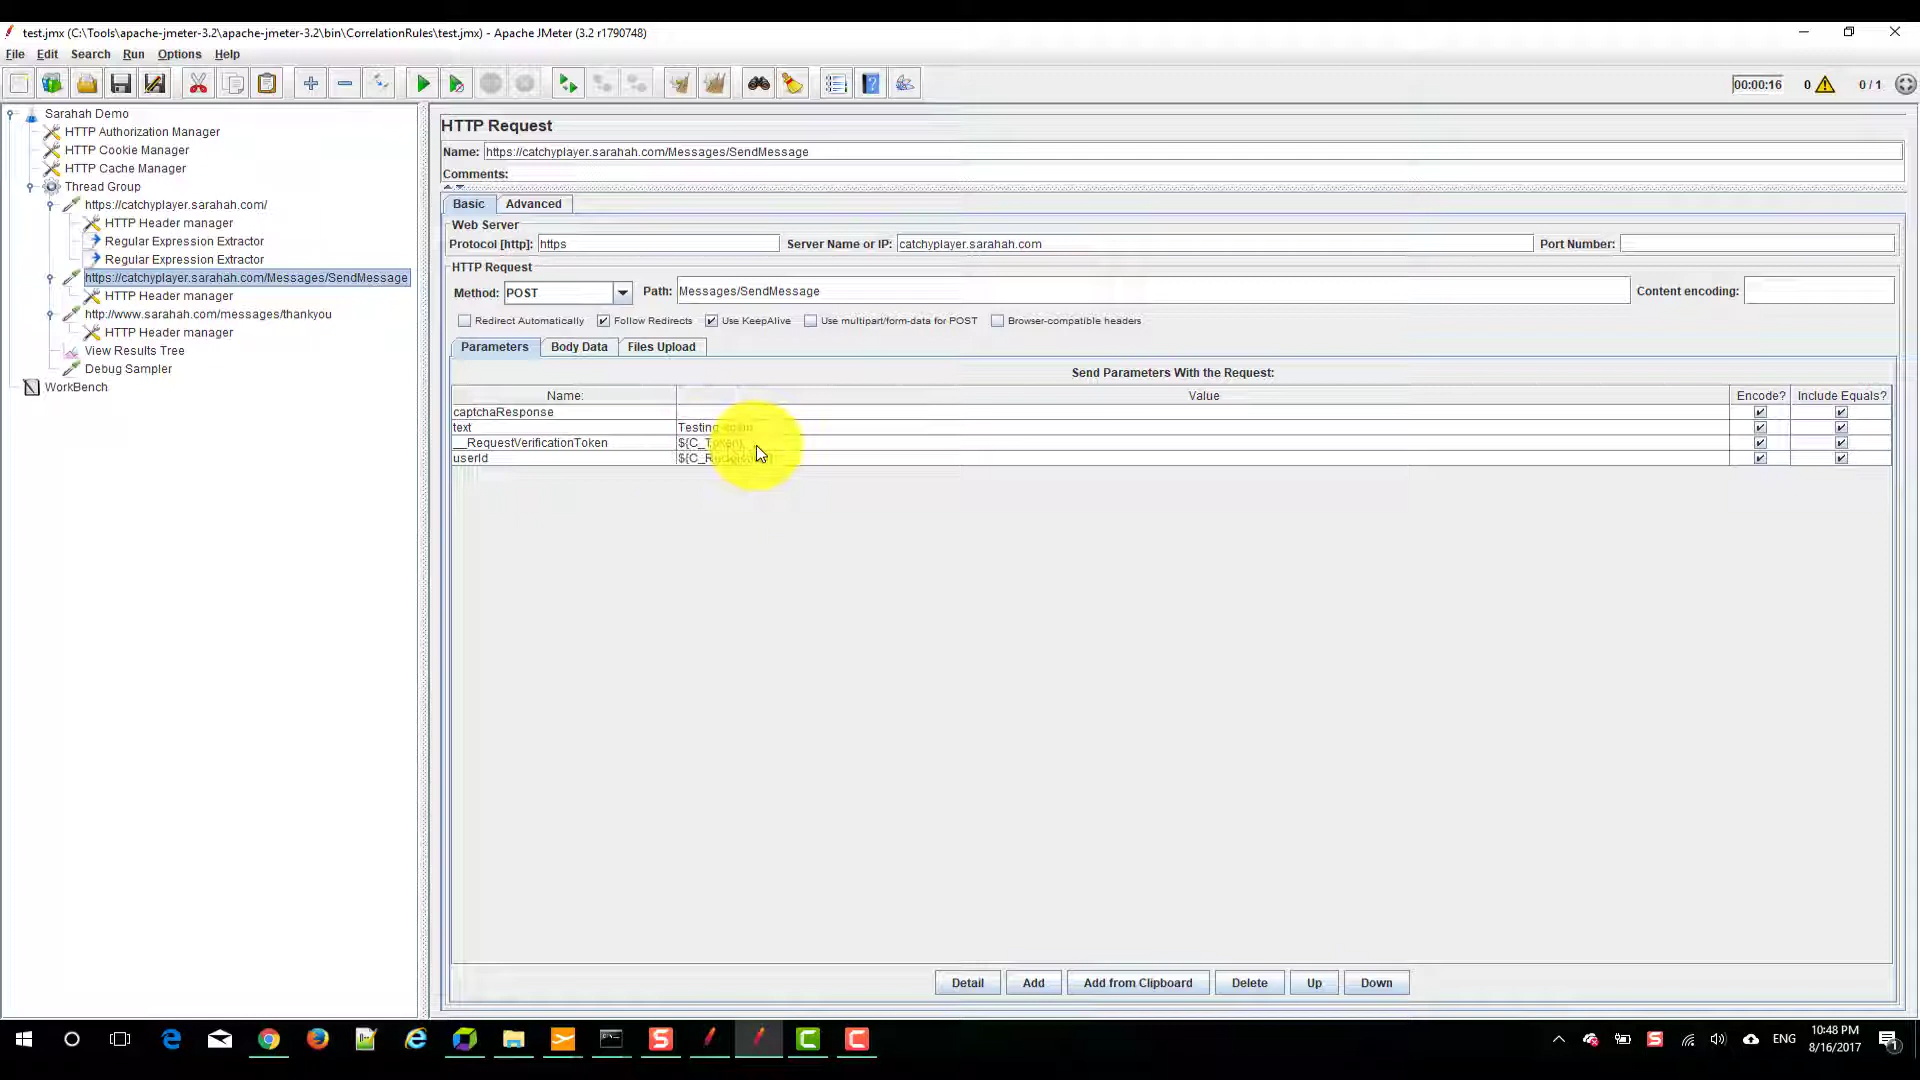 test.jmx (C:\Tools\apache-jmeter-3.2\apache-jmeter-3.2\bin\CorrelationRules\test.jmx) - Apache JMeter (3.2 r1790748)
File Edit Search Run Options Help
00:00:16 0 0 / 1
Sarahah Demo
HTTP Authorization Manager
HTTP Cookie Manager
HTTP Cache Manager
Thread Group
https://catchyplayer.sarahah.com/
HTTP Header manager
Regular Expression Extractor
Regular Expression Extractor
https://catchyplayer.sarahah.com/Messages/SendMessage
HTTP Header manager
http://www.sarahah.com/messages/thankyou
HTTP Header manager
View Results Tree
Debug Sampler
WorkBench
HTTP Request
Name: https://catchyplayer.sarahah.com/Messages/SendMessage
Comments:
Basic Advanced
Web Server
Protocol [http]: https Server Name or IP: catchyplayer.sarahah.com Port Number:
HTTP Request
Method: POST Path: Messages/SendMessage Content encoding:
Redirect Automatically Follow Redirects Use KeepAlive Use multipart/form-data for POST Browser-compatible headers
Parameters Body Data Files Upload
Send Parameters With the Request:
Name: Value Encode? Include Equals?
captchaResponse
text Testing
__RequestVerificationToken ${C_Token}
userId
Detail Add Add from Clipboard Delete Up Down
ENG 10:48 PM
8/16/2017